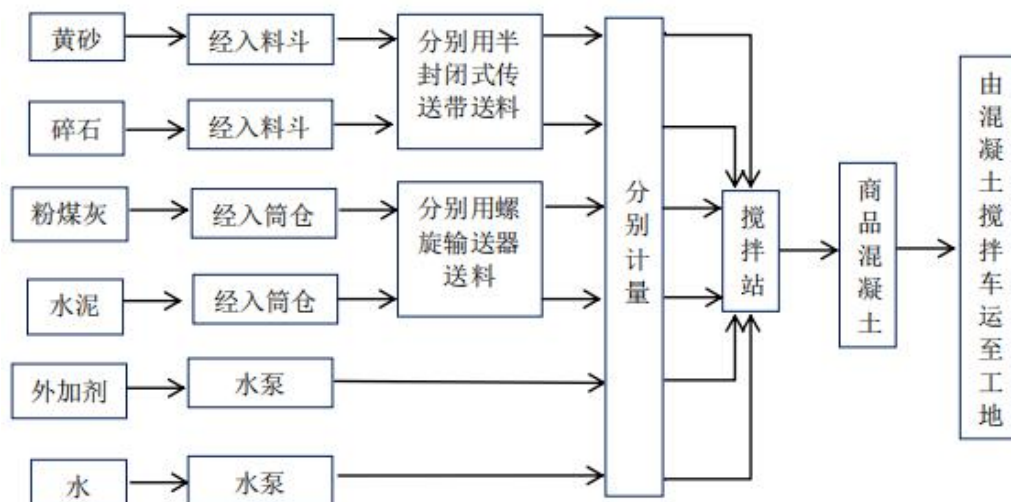 黄砂
经入料斗
分别用半
封闭式传
送带送料
碎石
经入料斗
粉煤灰
经入筒仓
分别用螺
旋输送器
送料
水泥
经入筒仓
外加剂
水泵
水
水泵
分别计量
搅拌站
商品混凝土
由混凝土搅拌车运至工地